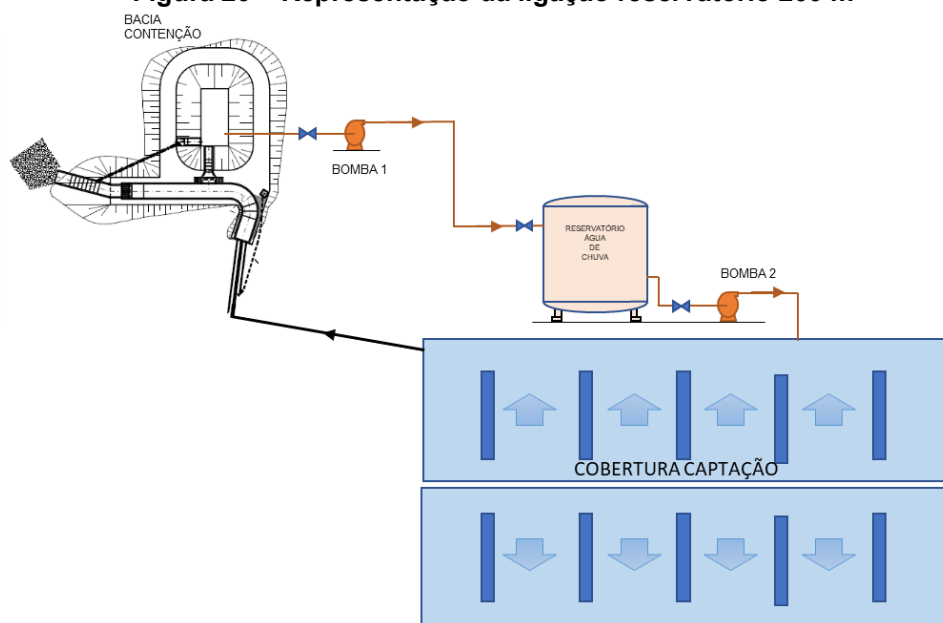 BACIA
CONTENÇÃO
BOMBA 1
RESERVATÓRIO
ÁGUA
DE
CHUVA
BOMBA 2
COBERTURA CAPTAÇÃO